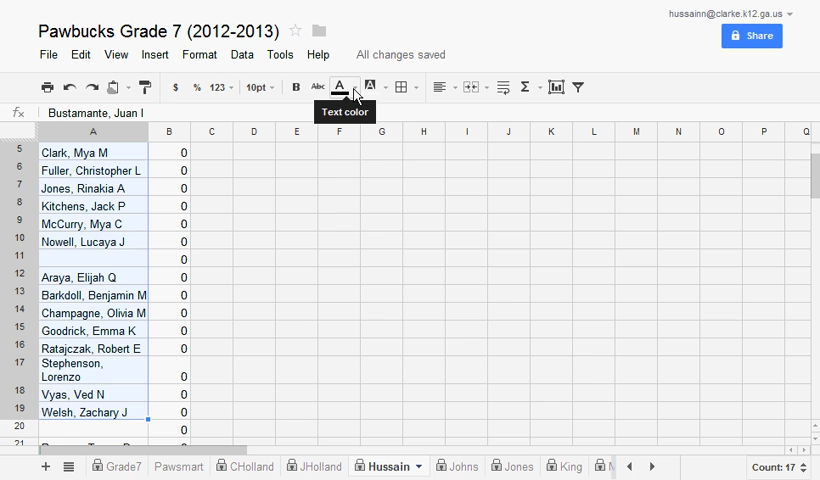 hussainn@clarke.k12.ga.us
Pawbucks Grade 7 (2012-2013)
Share
File Edit View Insert Format Data Tools Help All changes saved
$ % 123 10pt B Abc A A Σ
Text color
fx Bustamante, Juan I
A B C D E F G H I J K L M N O P Q
5 Clark, Mya M 0
6 Fuller, Christopher L 0
7 Jones, Rinakia A 0
8 Kitchens, Jack P 0
9 McCurry, Mya C 0
10 Nowell, Lucaya J 0
11 0
12 Araya, Elijah Q 0
13 Barkdoll, Benjamin M 0
14 Champagne, Olivia M 0
15 Goodrick, Emma K 0
16 Ratajczak, Robert E 0
17 Stephenson,
Lorenzo 0
18 Vyas, Ved N 0
19 Welsh, Zachary J 0
20 0
21
+ Grade7 Pawsmart CHolland JHolland Hussain Johns Jones King Count: 17